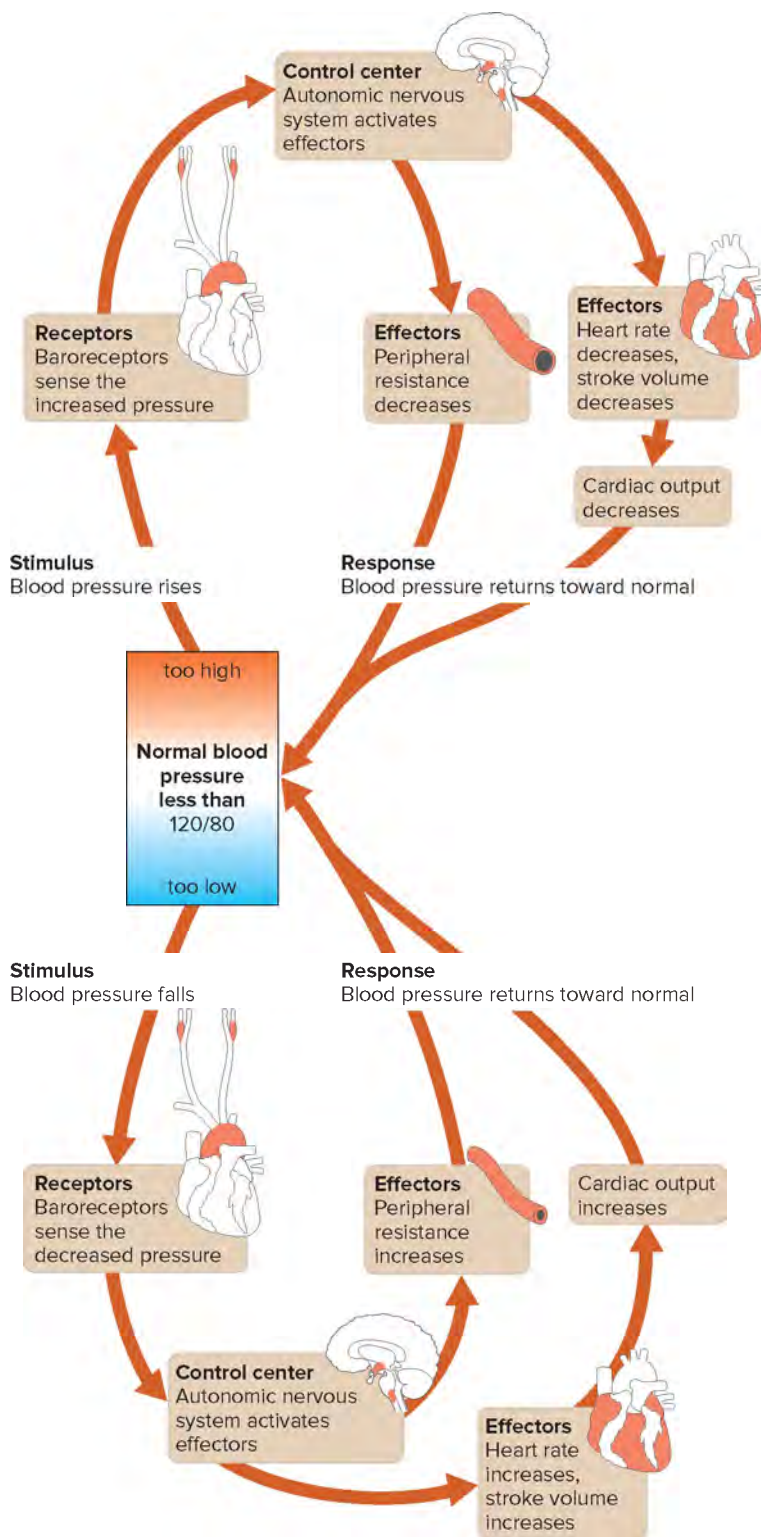 Control center
Autonomic nervous
system activates
effectors
Receptors
Baroreceptors
sense the
increased pressure
Effectors
Peripheral
resistance
decreases
Effectors
Heart rate
decreases,
stroke volume
decreases
Cardiac output
decreases
Stimulus
Blood pressure rises
Response
Blood pressure returns toward normal
too high
Normal blood
pressure
less than
120/80
too low
Stimulus
Blood pressure falls
Response
Blood pressure returns toward normal
Receptors
Baroreceptors
sense the
decreased pressure
Effectors
Peripheral
resistance
increases
Cardiac output
increases
Control center
Autonomic nervous
system activates
effectors
Effectors
Heart rate
increases,
stroke volume
increases